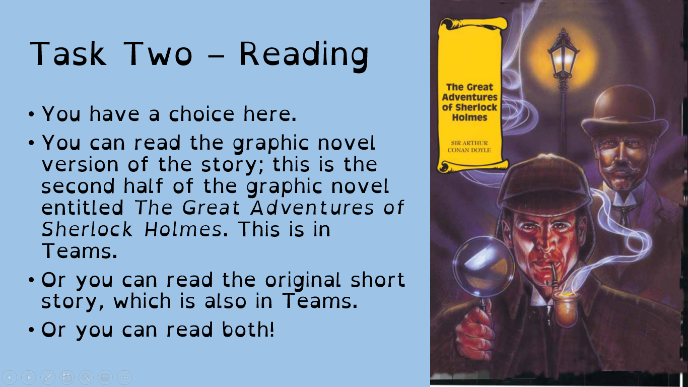 Task Two – Reading
• You have a choice here.
• You can read the graphic novel
version of the story; this is the
second half of the graphic novel
entitled The Great Adventures of
Sherlock Holmes. This is in
Teams.
• Or you can read the original short
story, which is also in Teams.
• Or you can read both!
The Great
Adventures
of Sherlock
Holmes
SIR ARTHUR
CONAN DOYLE